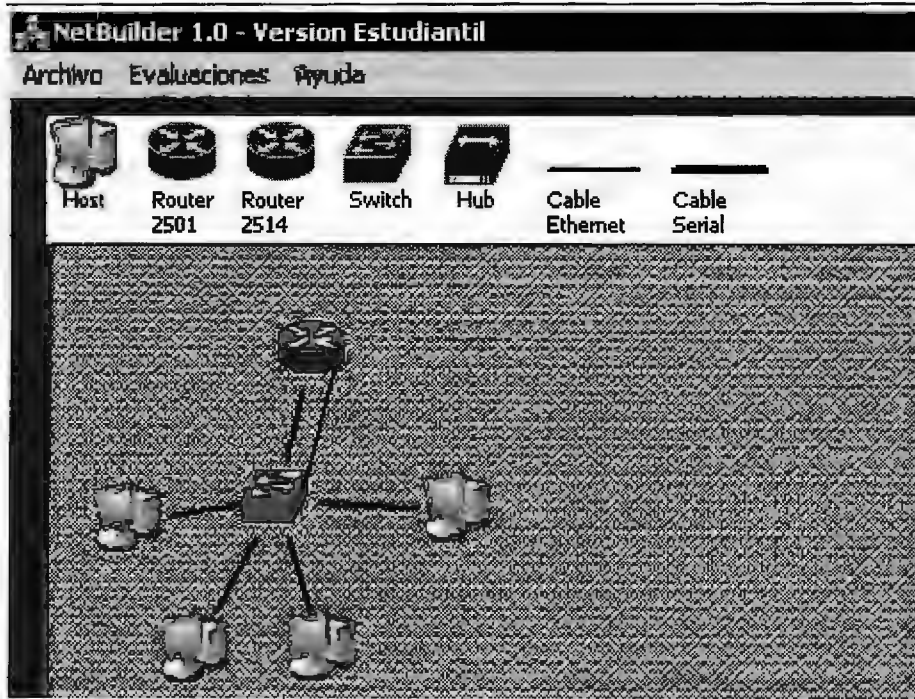 NetBuilder 1.0 - Version Estudiantil
Archivo Evaluaciones Ayuda
Host Router 2501 Router 2514 Switch Hub Cable Ethernet Cable Serial